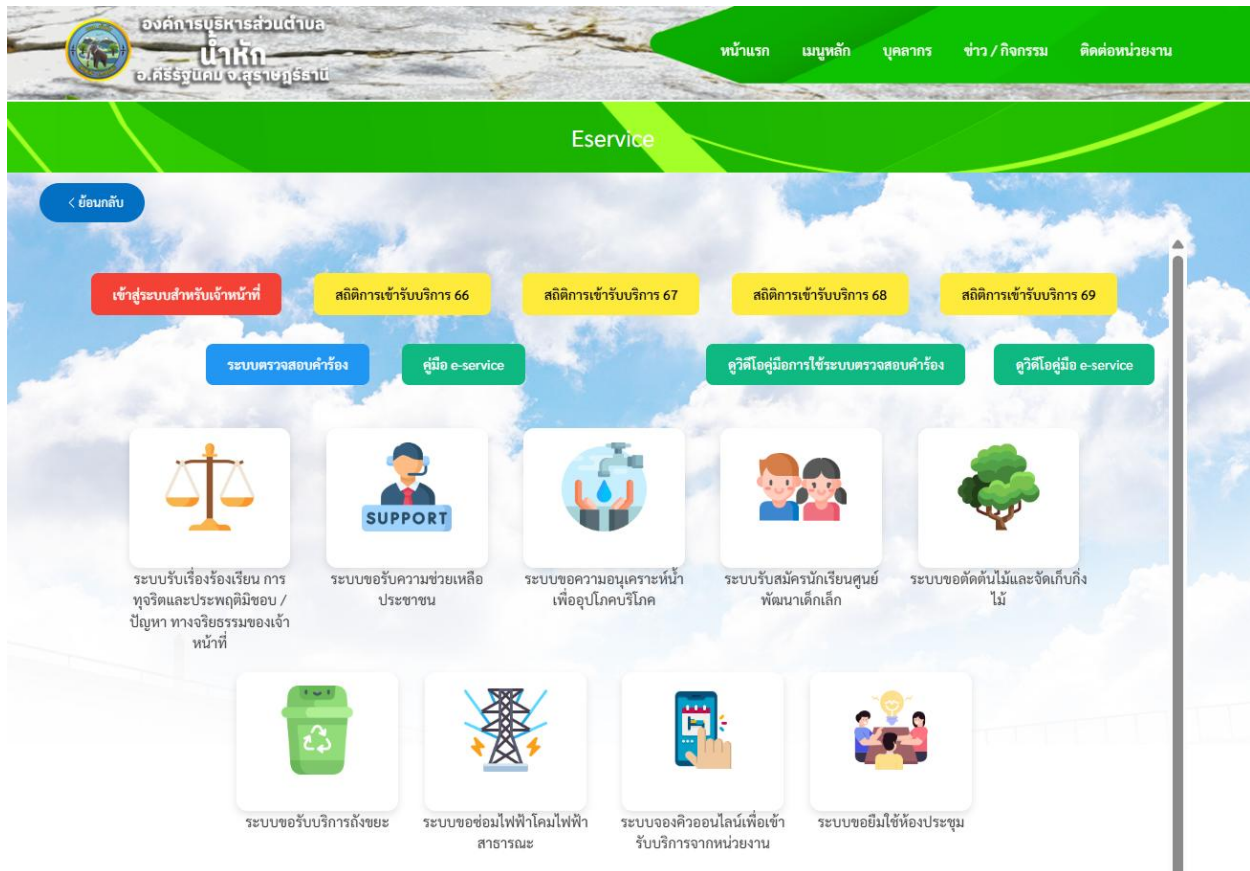 องค์การบริหารส่วนตำบล
น้ำหัก
อ.คีรีรัฐนิคม จ.สุราษฎร์ธานี
หน้าแรก เมนูหลัก บุคลากร ข่าว / กิจกรรม ติดต่อหน่วยงาน
Eservice
< ย้อนกลับ
เข้าสู่ระบบสำหรับเจ้าหน้าที่ สถิติการเข้ารับบริการ 66 สถิติการเข้ารับบริการ 67 สถิติการเข้ารับบริการ 68 สถิติการเข้ารับบริการ 69
ระบบตรวจสอบคำร้อง คู่มือ e-service ดูวิดีโอคู่มือการใช้ระบบตรวจสอบคำร้อง ดูวิดีโอคู่มือ e-service
SUPPORT
ระบบรับเรื่องร้องเรียน การ
ทุจริตและประพฤติมิชอบ /
ปัญหา ทางจริยธรรมของเจ้า
หน้าที่
ระบบขอรับความช่วยเหลือ
ประชาชน
ระบบขอความอนุเคราะห์น้ำ
เพื่ออุปโภคบริโภค
ระบบรับสมัครนักเรียนศูนย์
พัฒนาเด็กเล็ก
ระบบขอตัดต้นไม้และจัดเก็บกิ่ง
ไม้
ระบบขอรับบริการถังขยะ
ระบบขอซ่อมไฟฟ้าโคมไฟฟ้า
สาธารณะ
ระบบจองคิวออนไลน์เพื่อเข้า
รับบริการจากหน่วยงาน
ระบบขอยืมใช้ห้องประชุม